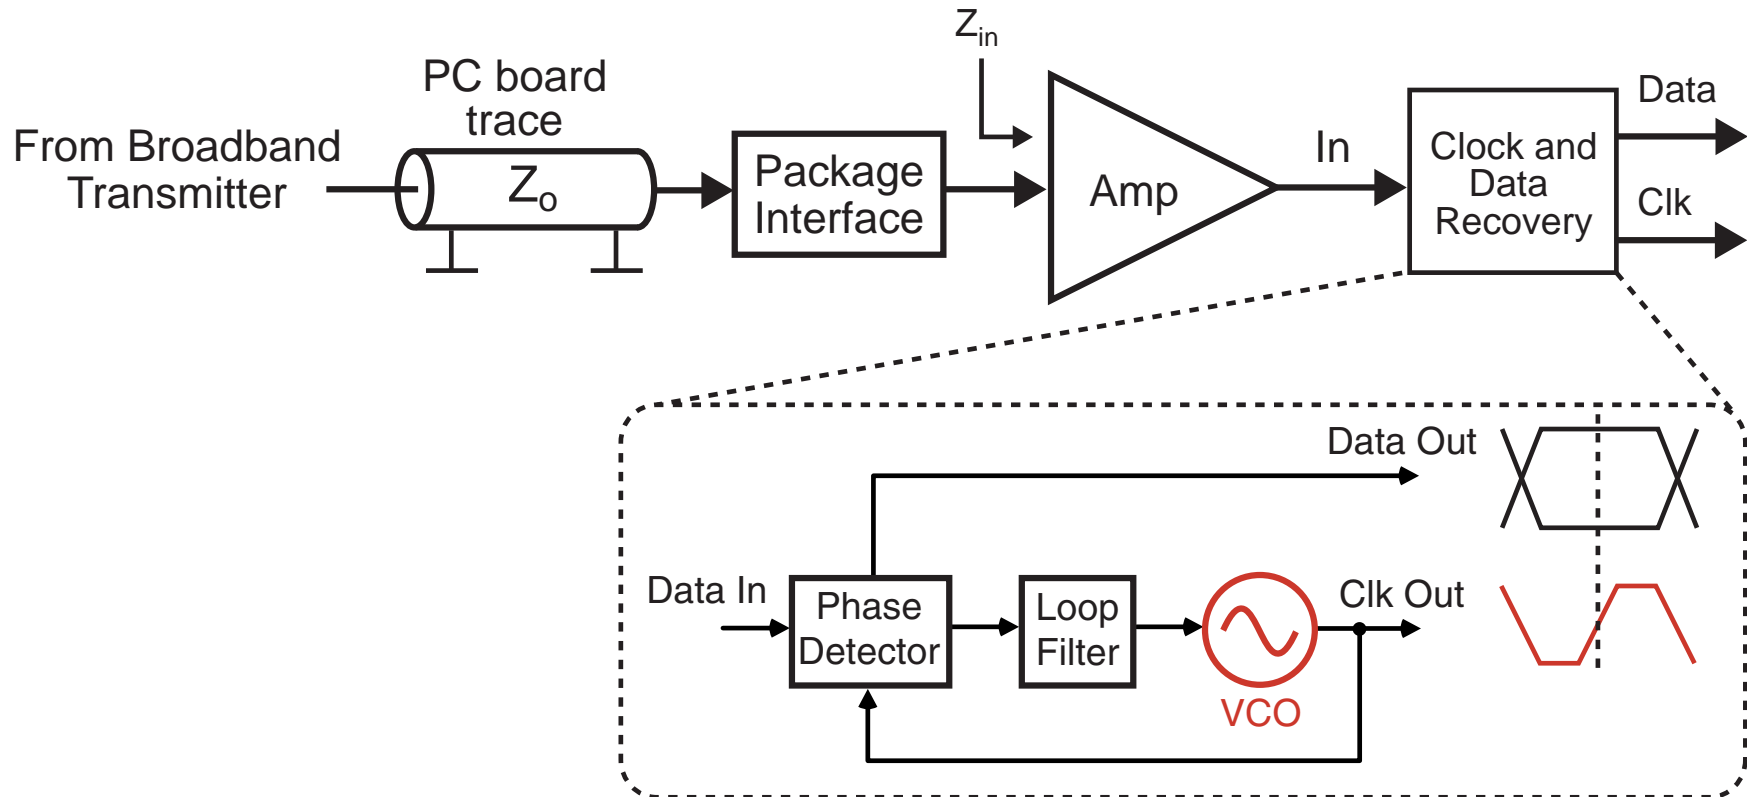 Z_in
PC board
trace
From Broadband
Transmitter
Z_o
Package
Interface
Amp
In
Clock and
Data
Recovery
Data
Clk
Data Out
Data In
Phase
Detector
Loop
Filter
VCO
Clk Out